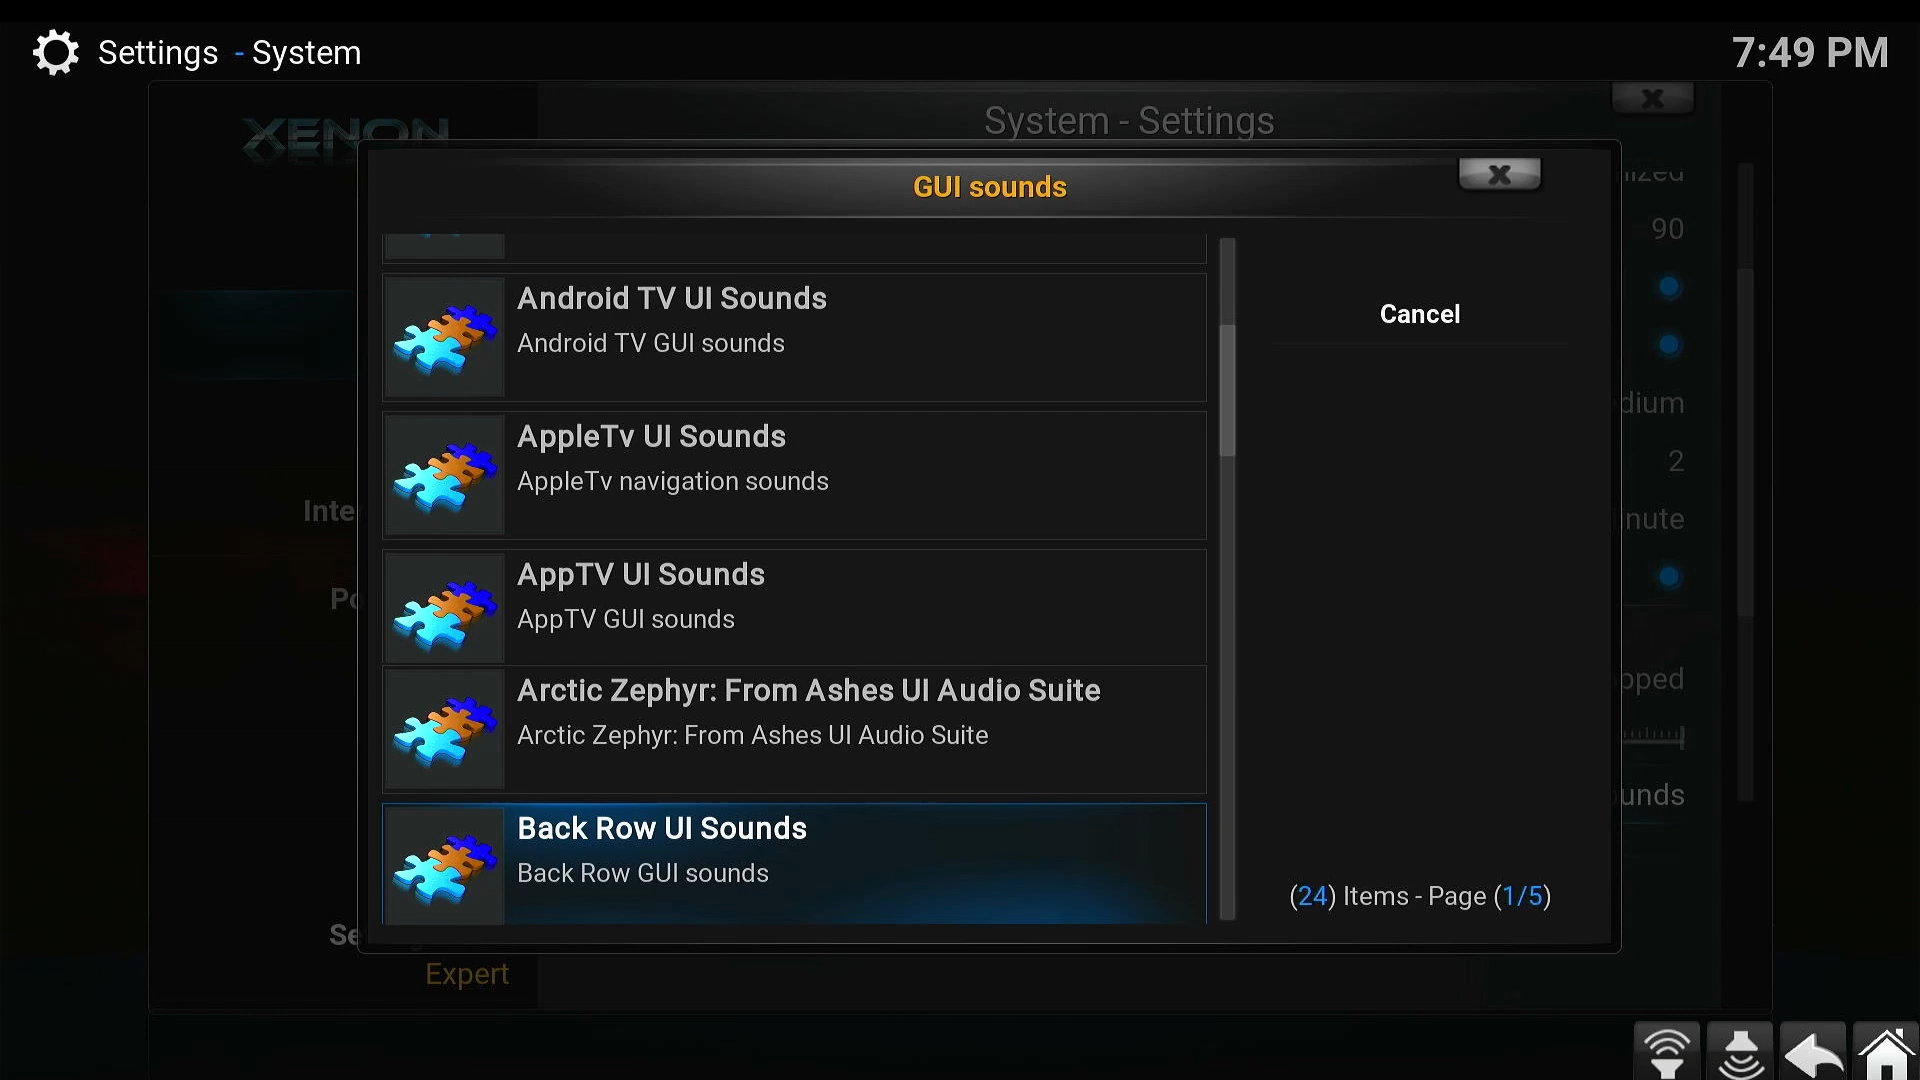 Settings - System
7:49 PM
XENON
System - Settings
GUI sounds
90
Android TV UI Sounds
Android TV GUI sounds
Cancel
AppleTv UI Sounds
AppleTv navigation sounds
2
AppTV UI Sounds
AppTV GUI sounds
Arctic Zephyr: From Ashes UI Audio Suite
Arctic Zephyr: From Ashes UI Audio Suite
Back Row UI Sounds
Back Row GUI sounds
(24) Items - Page (1/5)
Expert